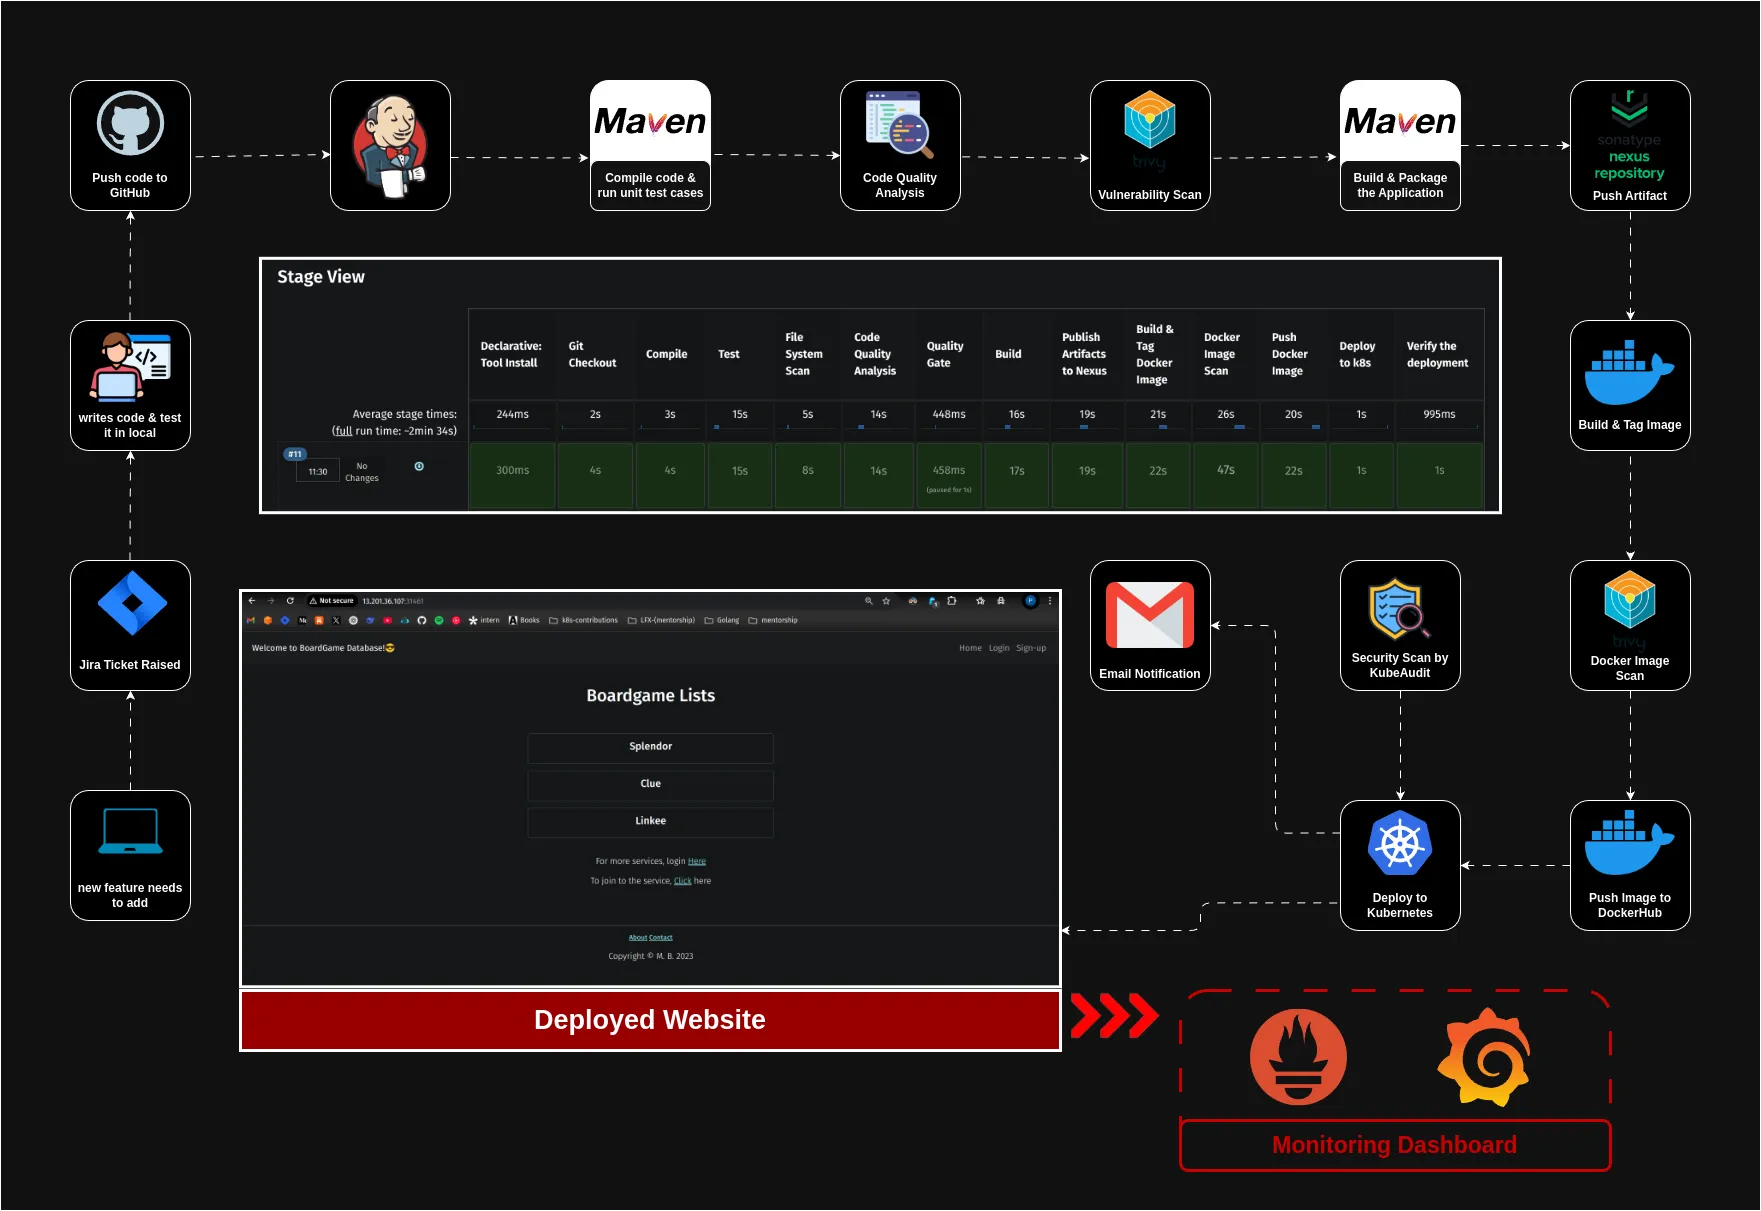 Push code to
GitHub
Maven
Compile code &
run unit test cases
Code Quality
Analysis
trivy
Vulnerability Scan
Maven
Build & Package
the Application
r
sonatype
nexus
repository
Push Artifact
Stage View
Declarative:
Tool Install
Git
Checkout
Compile
Test
File
System
Scan
Code
Quality
Analysis
Quality
Gate
Build
Publish
Artifacts
to Nexus
Build &
Tag
Docker
Image
Docker
Image
Scan
Push
Docker
Image
Deploy
to k8s
Verify the
deployment
Average stage times:
(full run time: ~2min 34s)
244ms 2s 3s 15s 5s 14s 448ms 16s 19s 21s 26s 20s 1s 995ms
#11
11:30
No
Changes
300ms 4s 4s 15s 8s 14s 458ms 17s 19s 22s 47s 22s 1s 1s
(paused for 1s)
writes code & test
it in local
Build & Tag Image
Jira Ticket Raised
Not secure 13.201.36.107:31461
intern Books k8s-contributions LFX-(mentorship) Golang mentorship
Welcome to BoardGame Database!😎
Home Login Sign-up
Boardgame Lists
Splendor
Clue
Linkee
For more services, login Here
To join to the service, Click here
About Contact
Copyright © M. B. 2023
Deployed Website
Email Notification
Security Scan by
KubeAudit
trivy
Docker Image
Scan
new feature needs
to add
Deploy to
Kubernetes
Push Image to
DockerHub
Monitoring Dashboard